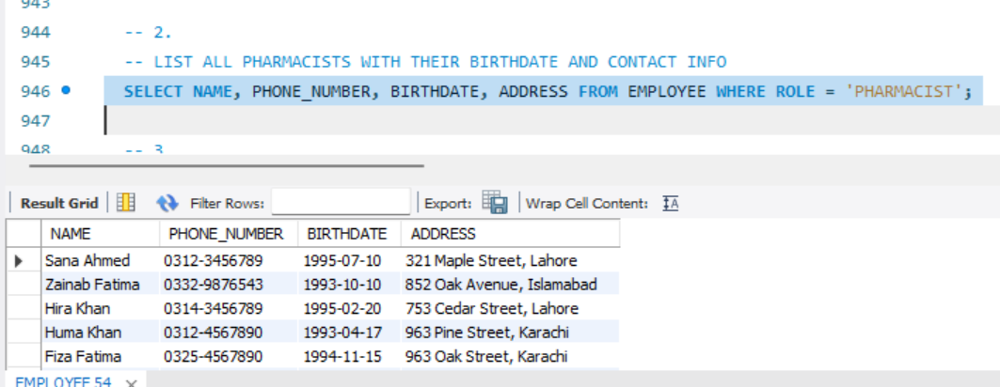 943
944 -- 2.
945 -- LIST ALL PHARMACISTS WITH THEIR BIRTHDATE AND CONTACT INFO
946 SELECT NAME, PHONE_NUMBER, BIRTHDATE, ADDRESS FROM EMPLOYEE WHERE ROLE = 'PHARMACIST';
947
948 -- 3
Result Grid Filter Rows: Export: Wrap Cell Content: IA
NAME PHONE_NUMBER BIRTHDATE ADDRESS
Sana Ahmed 0312-3456789 1995-07-10 321 Maple Street, Lahore
Zainab Fatima 0332-9876543 1993-10-10 852 Oak Avenue, Islamabad
Hira Khan 0314-3456789 1995-02-20 753 Cedar Street, Lahore
Huma Khan 0312-4567890 1993-04-17 963 Pine Street, Karachi
Fiza Fatima 0325-4567890 1994-11-15 963 Oak Street, Karachi
EMPLOYEE 54